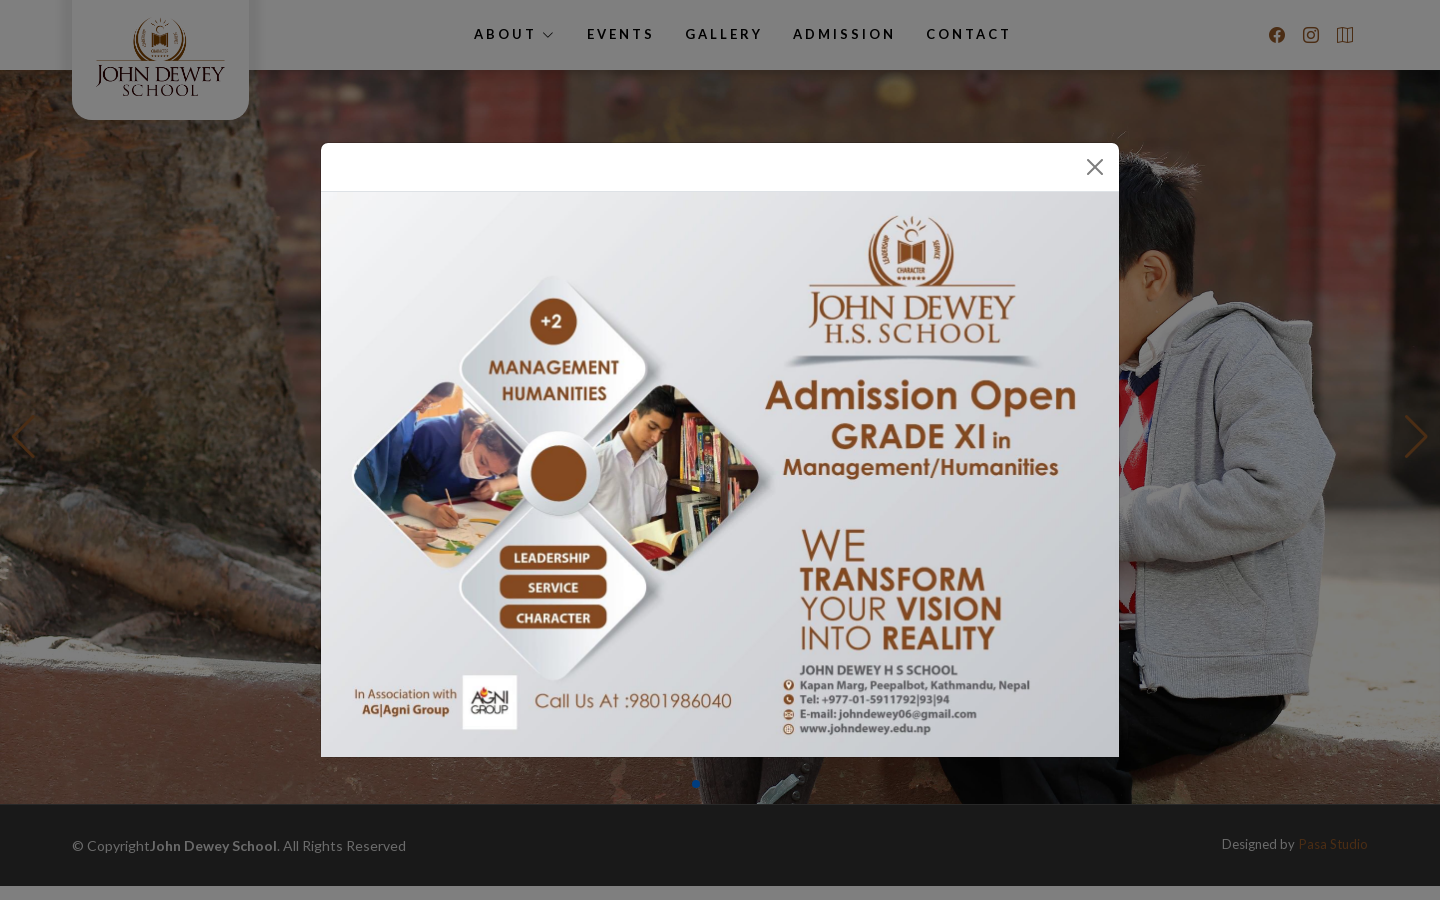 JOHN DEWEY
SCHOOL
ABOUT
EVENTS
GALLERY
ADMISSION
CONTACT
LEADERSHIP
SERVICE
CHARACTER
JOHN DEWEY
H.S. SCHOOL
+2
MANAGEMENT
HUMANITIES
Admission Open
GRADE XI in
Management/Humanities
LEADERSHIP
SERVICE
CHARACTER
WE
TRANSFORM
YOUR VISION
INTO REALITY
JOHN DEWEY H S SCHOOL
Kapan Marg, Peepalbot, Kathmandu, Nepal
Tel: +977-01-5911792|93|94
E-mail: johndewey06@gmail.com
www.johndewey.edu.np
In Association with
AG|Agni Group
AGNI
GROUP
Call Us At :9801986040
© CopyrightJohn Dewey School. All Rights Reserved
Designed by Pasa Studio